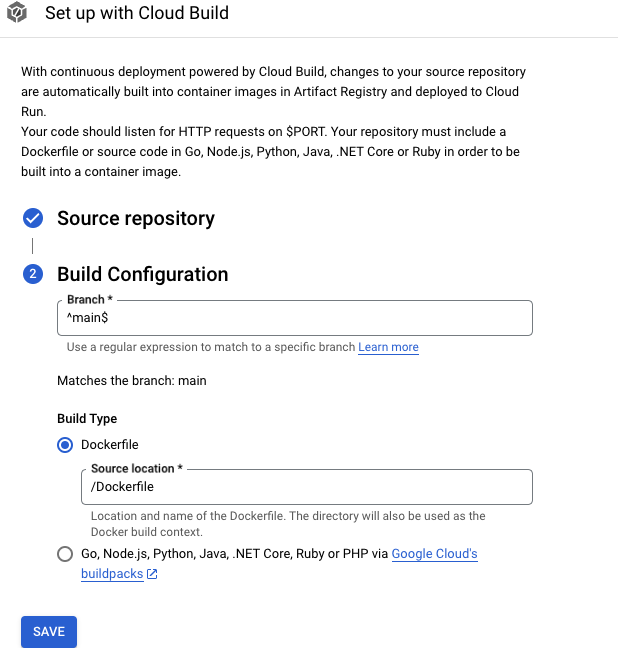 Set up with Cloud Build
With continuous deployment powered by Cloud Build, changes to your source repository
are automatically built into container images in Artifact Registry and deployed to Cloud
Run.
Your code should listen for HTTP requests on $PORT. Your repository must include a
Dockerfile or source code in Go, Node.js, Python, Java, .NET Core or Ruby in order to be
built into a container image.
Source repository
2 Build Configuration
Branch *
^main$
Use a regular expression to match to a specific branch Learn more
Matches the branch: main
Build Type
Dockerfile
Source location *
/Dockerfile
Location and name of the Dockerfile. The directory will also be used as the
Docker build context.
Go, Node.js, Python, Java, .NET Core, Ruby or PHP via Google Cloud's
buildpacks
SAVE